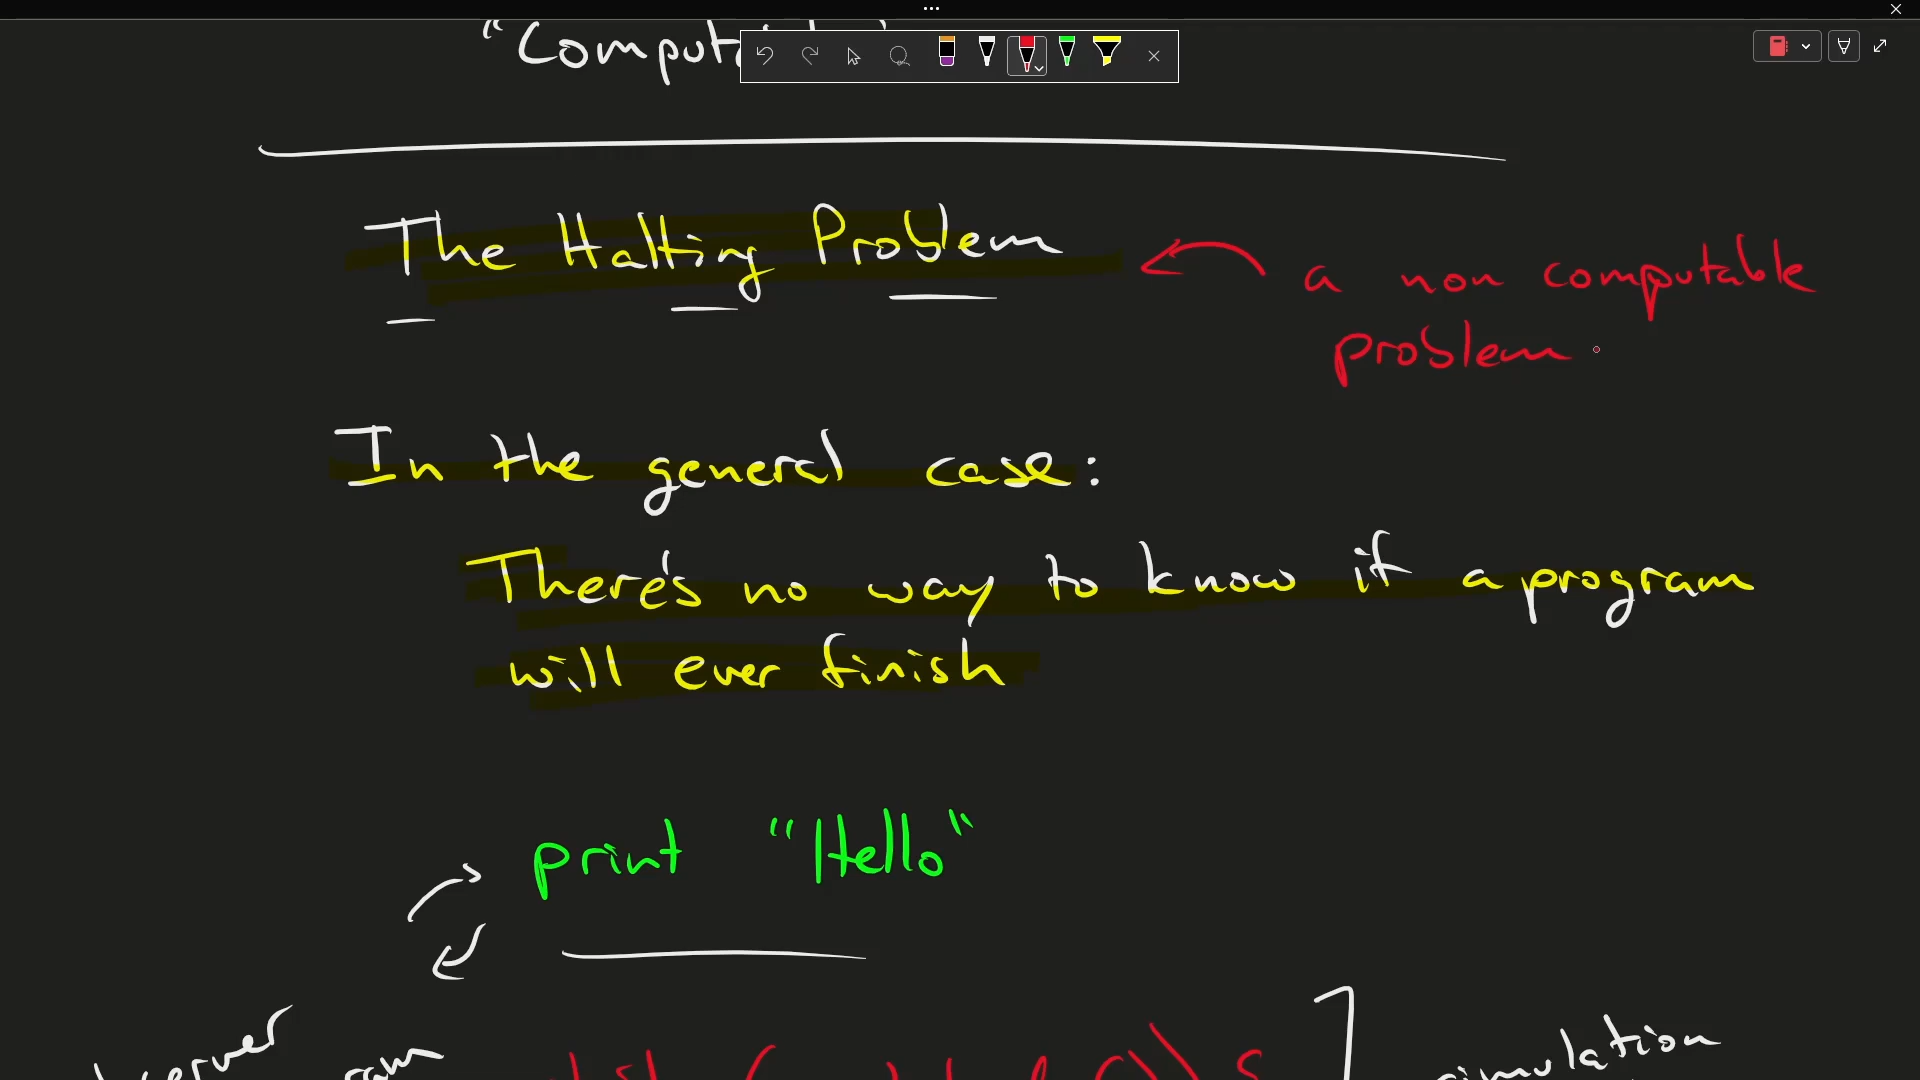 The Halting Problem
a non computable
problem
In the general case:
There's no way to know if a program
will ever finish
print "Hello"
simulation